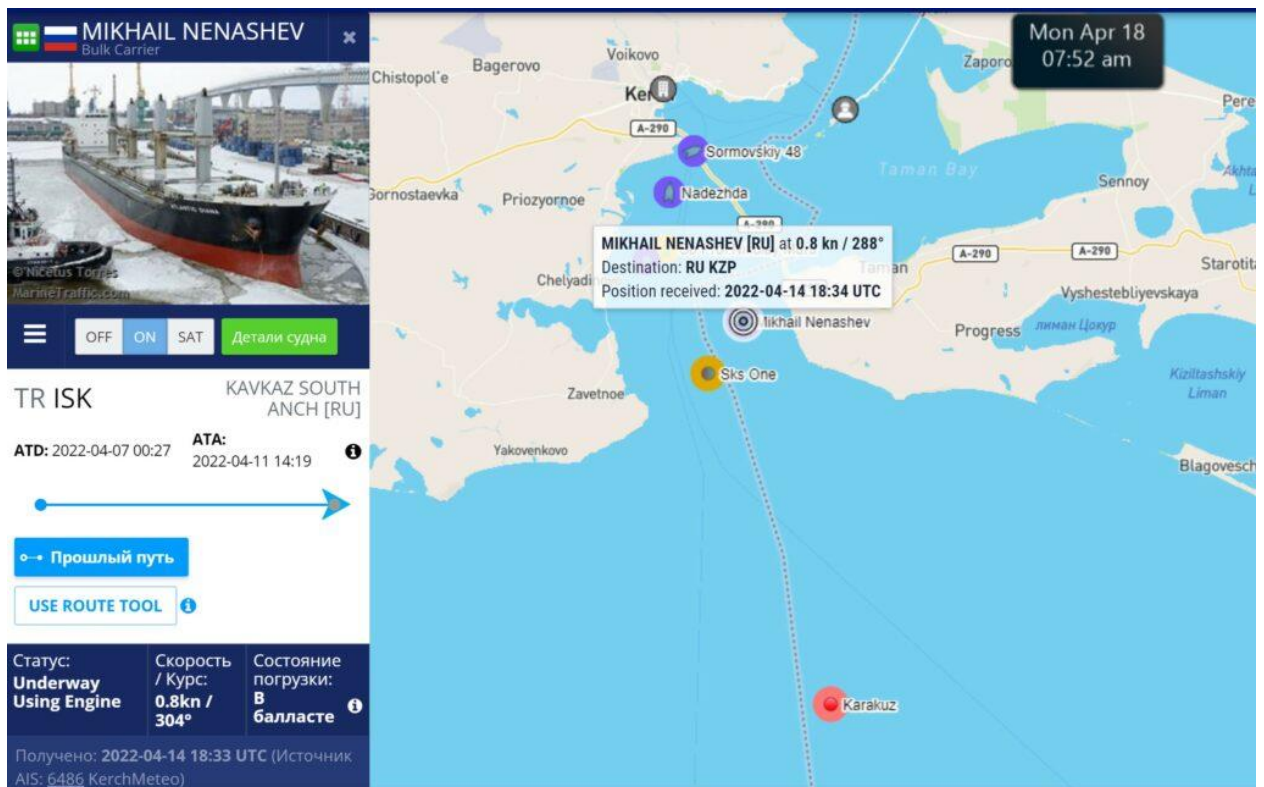 MIKHAIL NENASHEV
Bulk Carrier
ATLANTIC DIANA
©Nicetus Torres
MarineTraffic.com
OFF ON SAT Детали судна
TR ISK
KAVKAZ SOUTH
ANCH [RU]
ATD: 2022-04-07 00:27
ATA:
2022-04-11 14:19
Прошлый путь
USE ROUTE TOOL
Статус:
Underway
Using Engine
Скорость
/ Курс:
0.8kn /
304°
Состояние
погрузки:
В
балласте
Получено: 2022-04-14 18:33 UTC (Источник
AIS: 6486 KerchMeteo)
Mon Apr 18
07:52 am
Voikovo
Bagerovo
Chistopol'e
Zaporo
Pere
Ker
A-290
Sormovskiy 48
Taman Bay
Sennoy
Akhta
Gornostaevka
Priozyornoe
Nadezhda
A-290
MIKHAIL NENASHEV [RU] at 0.8 kn / 288°
Destination: RU KZP
Position received: 2022-04-14 18:34 UTC
Chelyadi
Taman
A-290
A-290
Starotita
Vyshestebliyevskaya
Mikhail Nenashev
Progress
лиман Цокур
Sks One
Zavetnoe
Kiziltashskiy
Liman
Yakovenkovo
Blagovesch
Karakuz